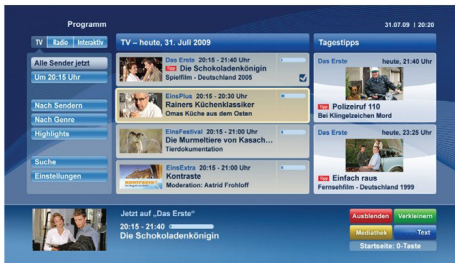 Programm
31.07.09 | 20:20
TV Radio Interaktiv
Alle Sender jetzt
Um 20:15 Uhr
Nach Sendern
Nach Genre
Highlights
Suche
Einstellungen
TV – heute, 31. Juli 2009
Das Erste 20:15 - 21:40 Uhr
Tipp Die Schokoladenkönigin
Spielfilm - Deutschland 2005
EinsPlus 20:15 - 20:30 Uhr
Rainers Küchenklassiker
Omas Küche aus dem Osten
EinsFestival 20:15 - 21:00 Uhr
Die Murmeltiere von Kasach...
Tierdokumentation
EinsExtra 20:15 - 21:00 Uhr
Kontraste
Moderation: Astrid Frohloff
Tagestipps
Das Erste heute, 21:40 Uhr
Tipp Polizeiruf 110
Bei Klingelzeichen Mord
Das Erste heute, 23:25 Uhr
Tipp Einfach raus
Fernsehfilm - Deutschland 1999
Jetzt auf „Das Erste"
20:15 - 21:40
Die Schokoladenkönigin
Ausblenden Verkleinern
Mediathek Text
Startseite: 0-Taste